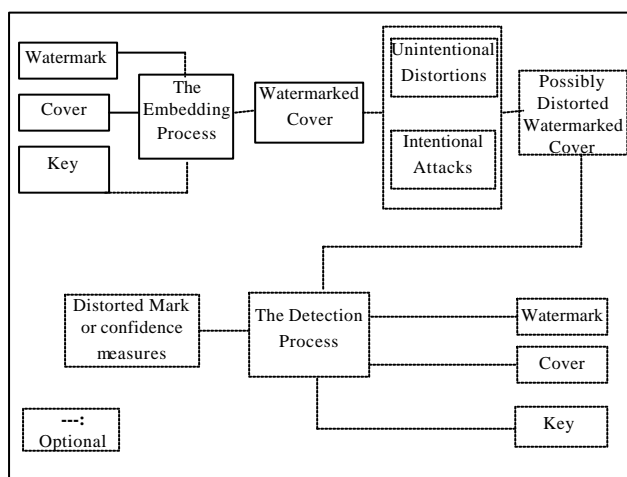 Watermark
Cover
Key
The
Embedding
Process
Watermarked
Cover
Unintentional
Distortions
Intentional
Attacks
Possibly
Distorted
Watermarked
Cover
Distorted Mark
or confidence
measures
The Detection
Process
Watermark
Cover
Key
---:
Optional